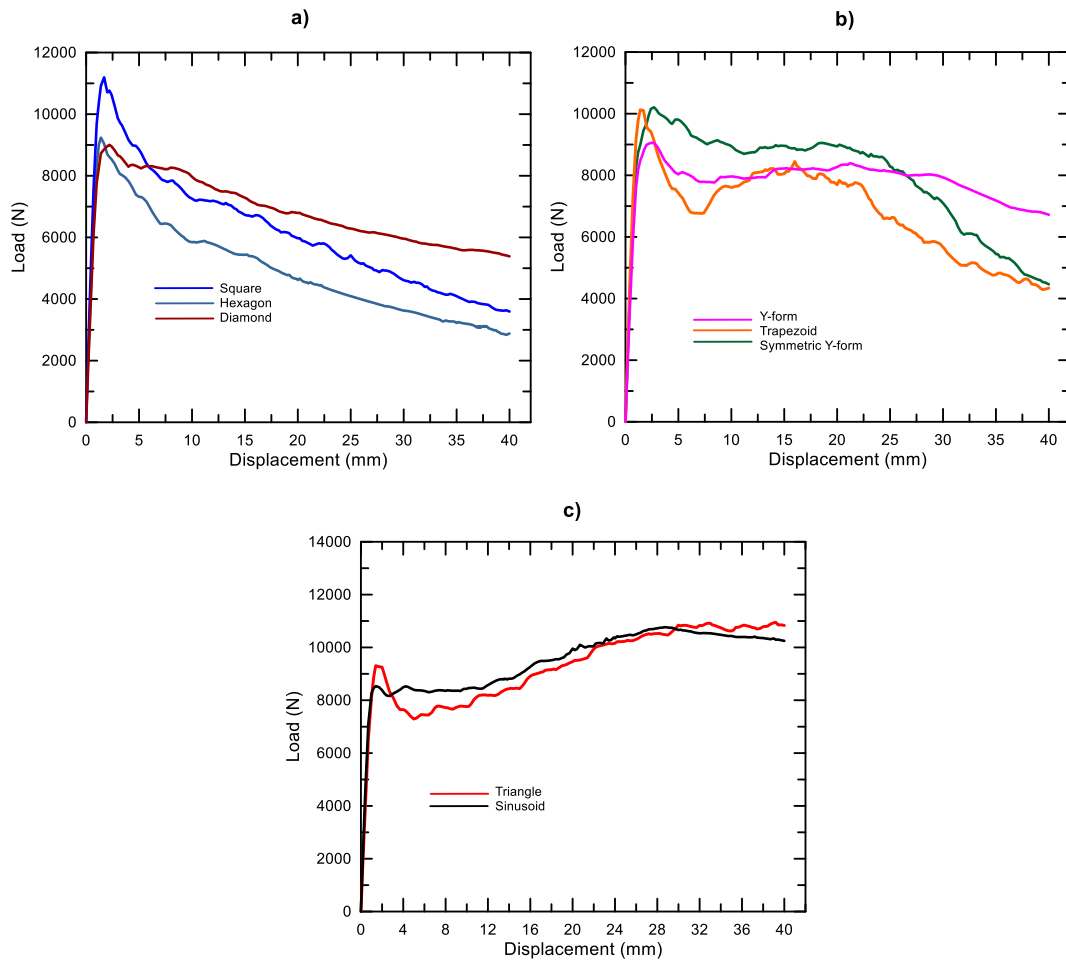 a)
12000
10000
8000
6000
4000
2000
0
Load (N)
Square
Hexagon
Diamond
0 5 10 15 20 25 30 35 40
Displacement (mm)
b)
12000
10000
8000
6000
4000
2000
0
Load (N)
Y-form
Trapezoid
Symmetric Y-form
0 5 10 15 20 25 30 35 40
Displacement (mm)
c)
14000
12000
10000
8000
6000
4000
2000
0
Load (N)
Triangle
Sinusoid
0 4 8 12 16 20 24 28 32 36 40
Displacement (mm)